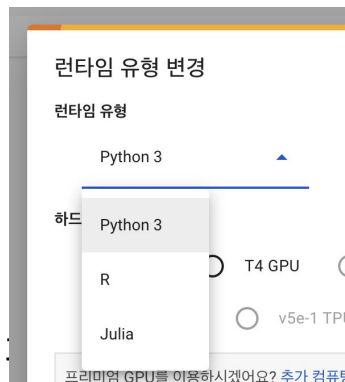 런타임 유형 변경
런타임 유형
Python 3
하드
Python 3
R
T4 GPU
Julia
v5e-1 TPU
프리미엄 GPU를 이용하시겠어요? 추가 컴퓨팅